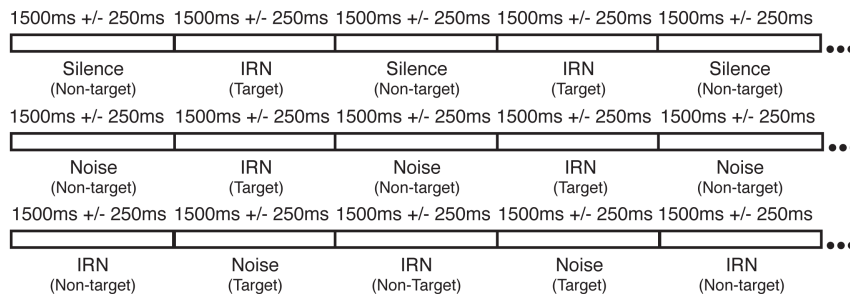 1500ms +/- 250ms 1500ms +/- 250ms 1500ms +/- 250ms 1500ms +/- 250ms 1500ms +/- 250ms
Silence IRN Silence IRN Silence
(Non-target) (Target) (Non-target) (Target) (Non-target)
1500ms +/- 250ms 1500ms +/- 250ms 1500ms +/- 250ms 1500ms +/- 250ms 1500ms +/- 250ms
Noise IRN Noise IRN Noise
(Non-target) (Target) (Non-target) (Target) (Non-target)
1500ms +/- 250ms 1500ms +/- 250ms 1500ms +/- 250ms 1500ms +/- 250ms 1500ms +/- 250ms
IRN Noise IRN Noise IRN
(Non-target) (Target) (Non-Target) (Target) (Non-target)